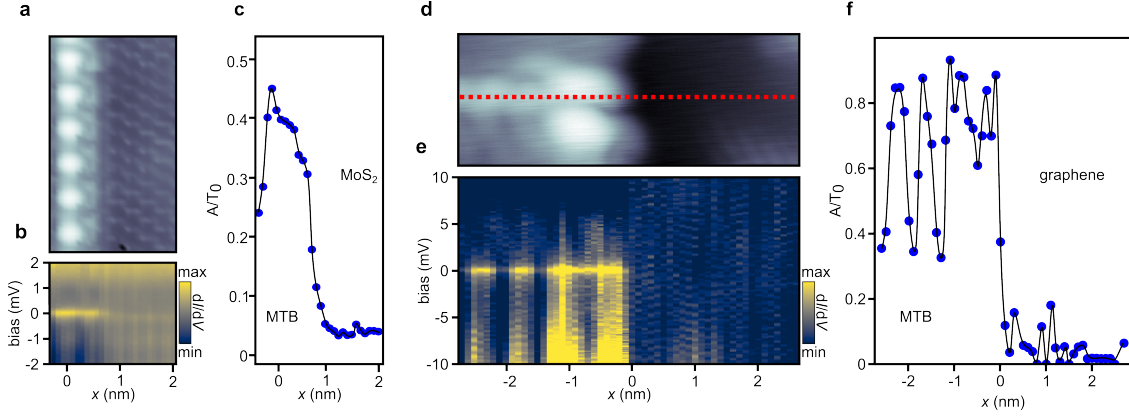 a
b
2
1
0
-1
-2
bias (mV)
0
1
2
x (nm)
max
dI/dV
min
c
0.5
0.4
0.3
0.2
0.1
0
A/T0
MoS2
MTB
0
1
2
x (nm)
d
e
10
5
0
-5
-10
bias (mV)
-2
-1
0
1
2
x (nm)
max
dI/dV
min
f
0.8
0.6
0.4
0.2
0
A/T0
graphene
MTB
-2
-1
0
1
2
x (nm)